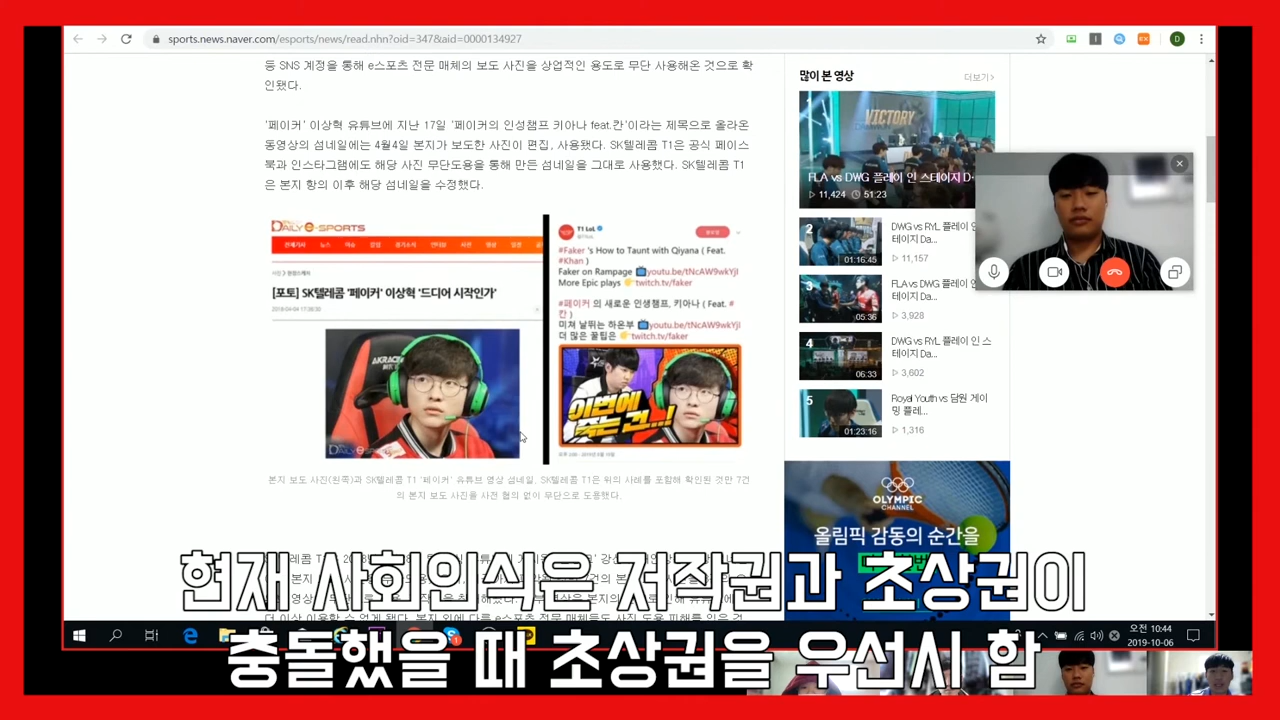 sports.news.naver.com/esports/news/read.nhn?oid=347&aid=0000134927
등 SNS 계정을 통해 e스포츠 전문 매체의 보도 사진을 상업적인 용도로 무단 사용해온 것으로 확
인됐다.
'페이커' 이상혁 유튜브에 지난 17일 '페이커의 인성챔프 키아나 feat.칸'이라는 제목으로 올라온
동영상의 섬네일에는 4월4일 본지가 보도한 사진이 편집, 사용됐다. SK텔레콤 T1은 공식 페이스
북과 인스타그램에도 해당 사진 무단도용을 통해 만든 섬네일을 그대로 사용했다. SK텔레콤 T1
은 본지 항의 이후 해당 섬네일을 수정했다.
DAILY e-SPORTS
[포토] SK텔레콤 '페이커' 이상혁 '드디어 시작인가'
2018-04-04 17:38:30
AKRACING
T1 LoL
#Faker 's How to Taunt with Qiyana ( Feat.
#Khan )
Faker on Rampage youtu.be/tNcAW9wkYjI
More Epic plays twitch.tv/faker
#페이커 의 새로운 인생챔프, 키아나 ( Feat. #
칸 )
미쳐 날뛰는 하온부 youtu.be/tNcAW9wkYjI
더 많은 꿀팁은 twitch.tv/faker
이번에
죽는 건...!
본지 보도 사진(왼쪽)과 SK텔레콤 T1 '페이커' 유튜브 영상 섬네일. SK텔레콤 T1은 위의 사례를 포함해 확인된 것만 7건
의 본지 보도 사진을 사전 협의 없이 무단으로 도용했다.
많이 본 영상
더보기
1
VICTORY
FLA vs DWG 플레이 인 스테이지 D…
11,424 51:23
2
DWG vs RYL 플레이 인
테이지 Da...
01:16:45
11,157
3
FLA vs DWG 플레이 인
테이지 Da...
05:36
3,928
4
DWG vs RYL 플레이 인 스
테이지 Da...
06:33
3,602
5
Royal Youth vs 담원 게이
밍 플레...
01:23:16
1,316
OLYMPIC
CHANNEL
올림픽 감동의 순간을
현재 사회인식은 저작권과 초상권이
충돌했을 때 초상권을 우선시 함
오전 10:44
2019-10-06